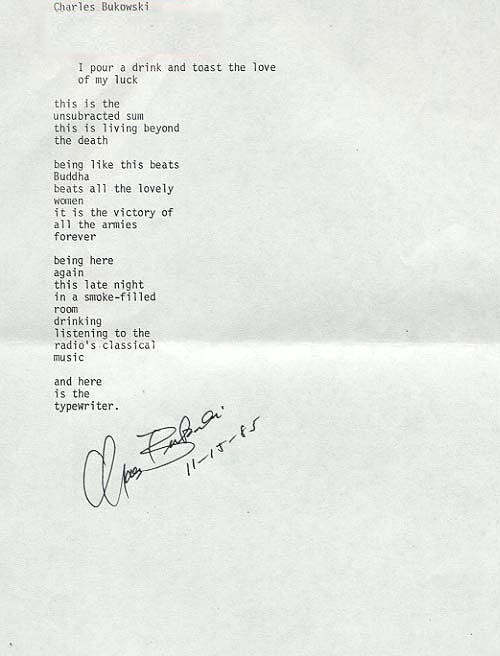 Charles Bukowski
I pour a drink and toast the love
of my luck
this is the
unsubracted sum
this is living beyond
the death
being like this beats
Buddha
beats all the lovely
women
it is the victory of
all the armies
forever
being here
again
this late night
in a smoke-filled
room
drinking
listening to the
radio's classical
music
and here
is the
typewriter.
Chas Bukowski
11-15-85